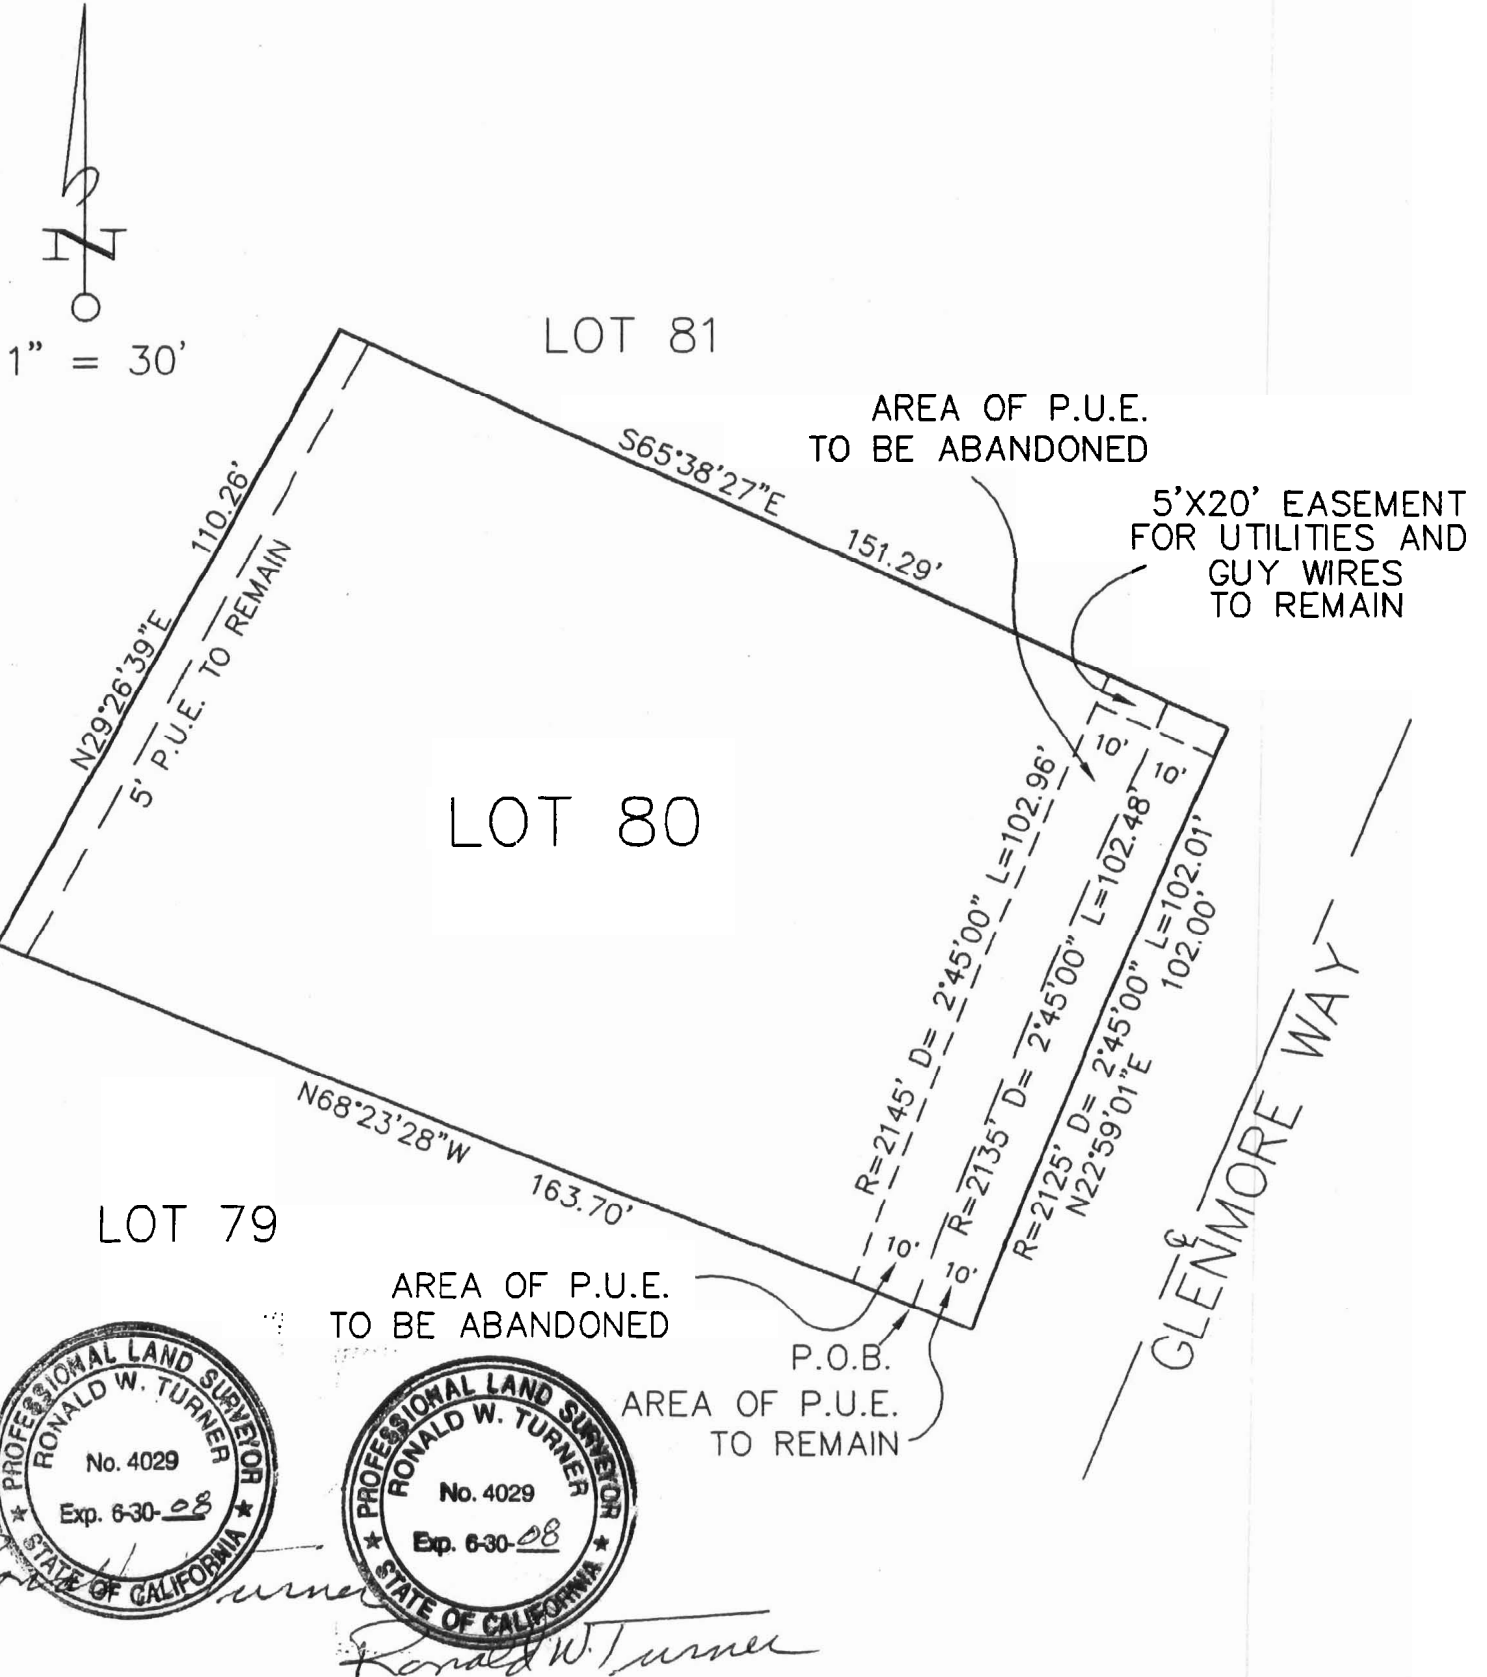 N
1" = 30'
LOT 81
AREA OF P.U.E.
TO BE ABANDONED
S65°38'27"E
151.29'
5'X20' EASEMENT
FOR UTILITIES AND
GUY WIRES
TO REMAIN
110.26'
N29°26'39"E
5' P.U.E. TO REMAIN
LOT 80
10'
10'
R=2145' D= 2°45'00" L=102.96'
R=2135' D= 2°45'00" L=102.48'
R=2125' D= 2°45'00" L=102.01'
N22°59'01"E
102.00'
℄
GLENMORE WAY
N68°23'28"W
163.70'
LOT 79
10'
10'
AREA OF P.U.E.
TO BE ABANDONED
P.O.B.
AREA OF P.U.E.
TO REMAIN
PROFESSIONAL LAND SURVEYOR
RONALD W. TURNER
No. 4029
Exp. 6-30-08
STATE OF CALIFORNIA
PROFESSIONAL LAND SURVEYOR
RONALD W. TURNER
No. 4029
Exp. 6-30-08
STATE OF CALIFORNIA
Turner
Ronald W. Turner